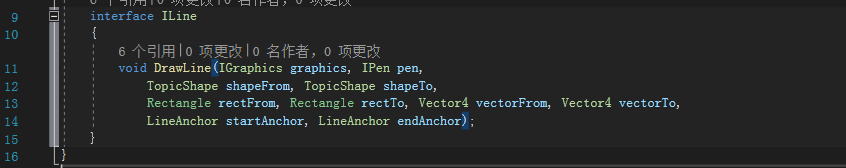 6 个引用|0 项更改|0 名作者，0 项更改
9 interface ILine
10 {
6 个引用|0 项更改|0 名作者，0 项更改
11 void DrawLine(IGraphics graphics, IPen pen,
12 TopicShape shapeFrom, TopicShape shapeTo,
13 Rectangle rectFrom, Rectangle rectTo, Vector4 vectorFrom, Vector4 vectorTo,
14 LineAnchor startAnchor, LineAnchor endAnchor);
15 }
16 }